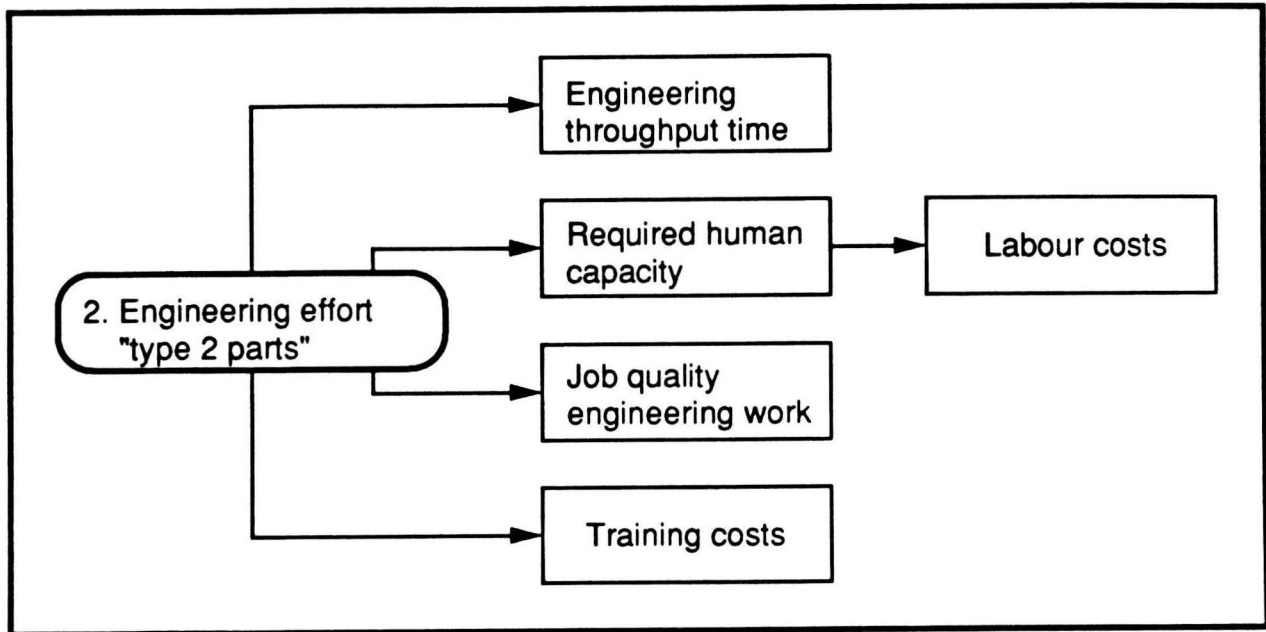 Engineering
throughput time
Required human
capacity
Labour costs
2. Engineering effort
"type 2 parts"
Job quality
engineering work
Training costs